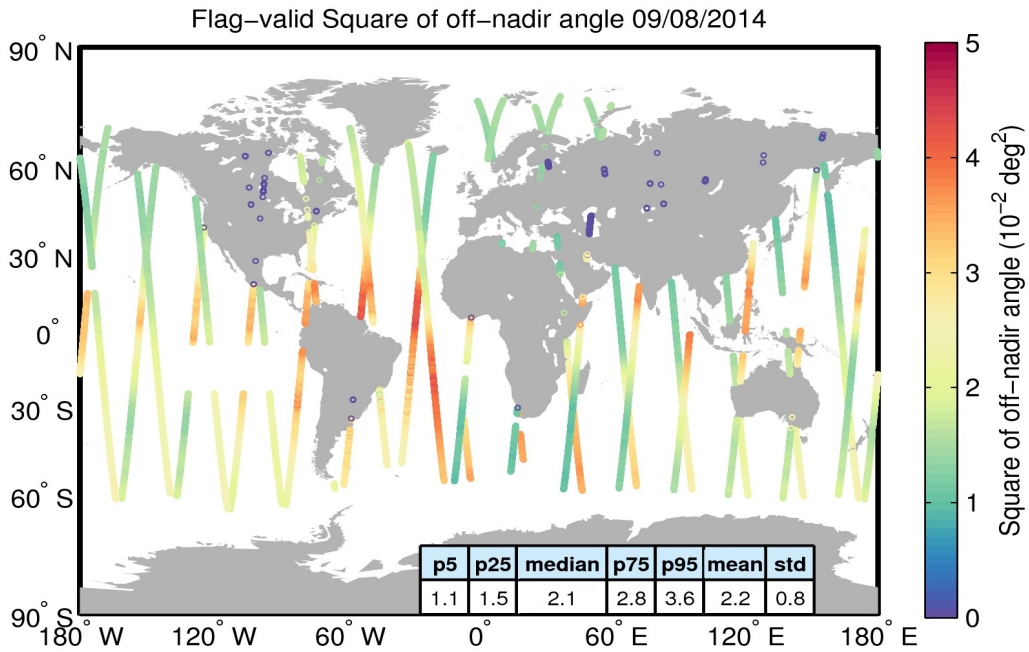 Flag−valid Square of off−nadir angle 09/08/2014
90° N
60° N
30° N
0°
30° S
60° S
90° S
180° W
120° W
60° W
0°
60° E
120° E
180° E
p5 p25 median p75 p95 mean std
1.1 1.5 2.1 2.8 3.6 2.2 0.8
5
4
3
2
1
0
Square of off−nadir angle (10⁻² deg²)